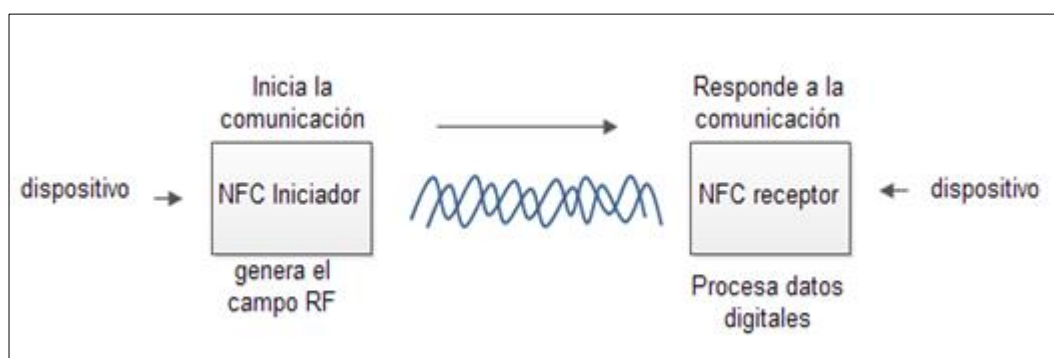 Inicia la
comunicación
Responde a la
comunicación
dispositivo
NFC Iniciador
NFC receptor
dispositivo
genera el
campo RF
Procesa datos
digitales